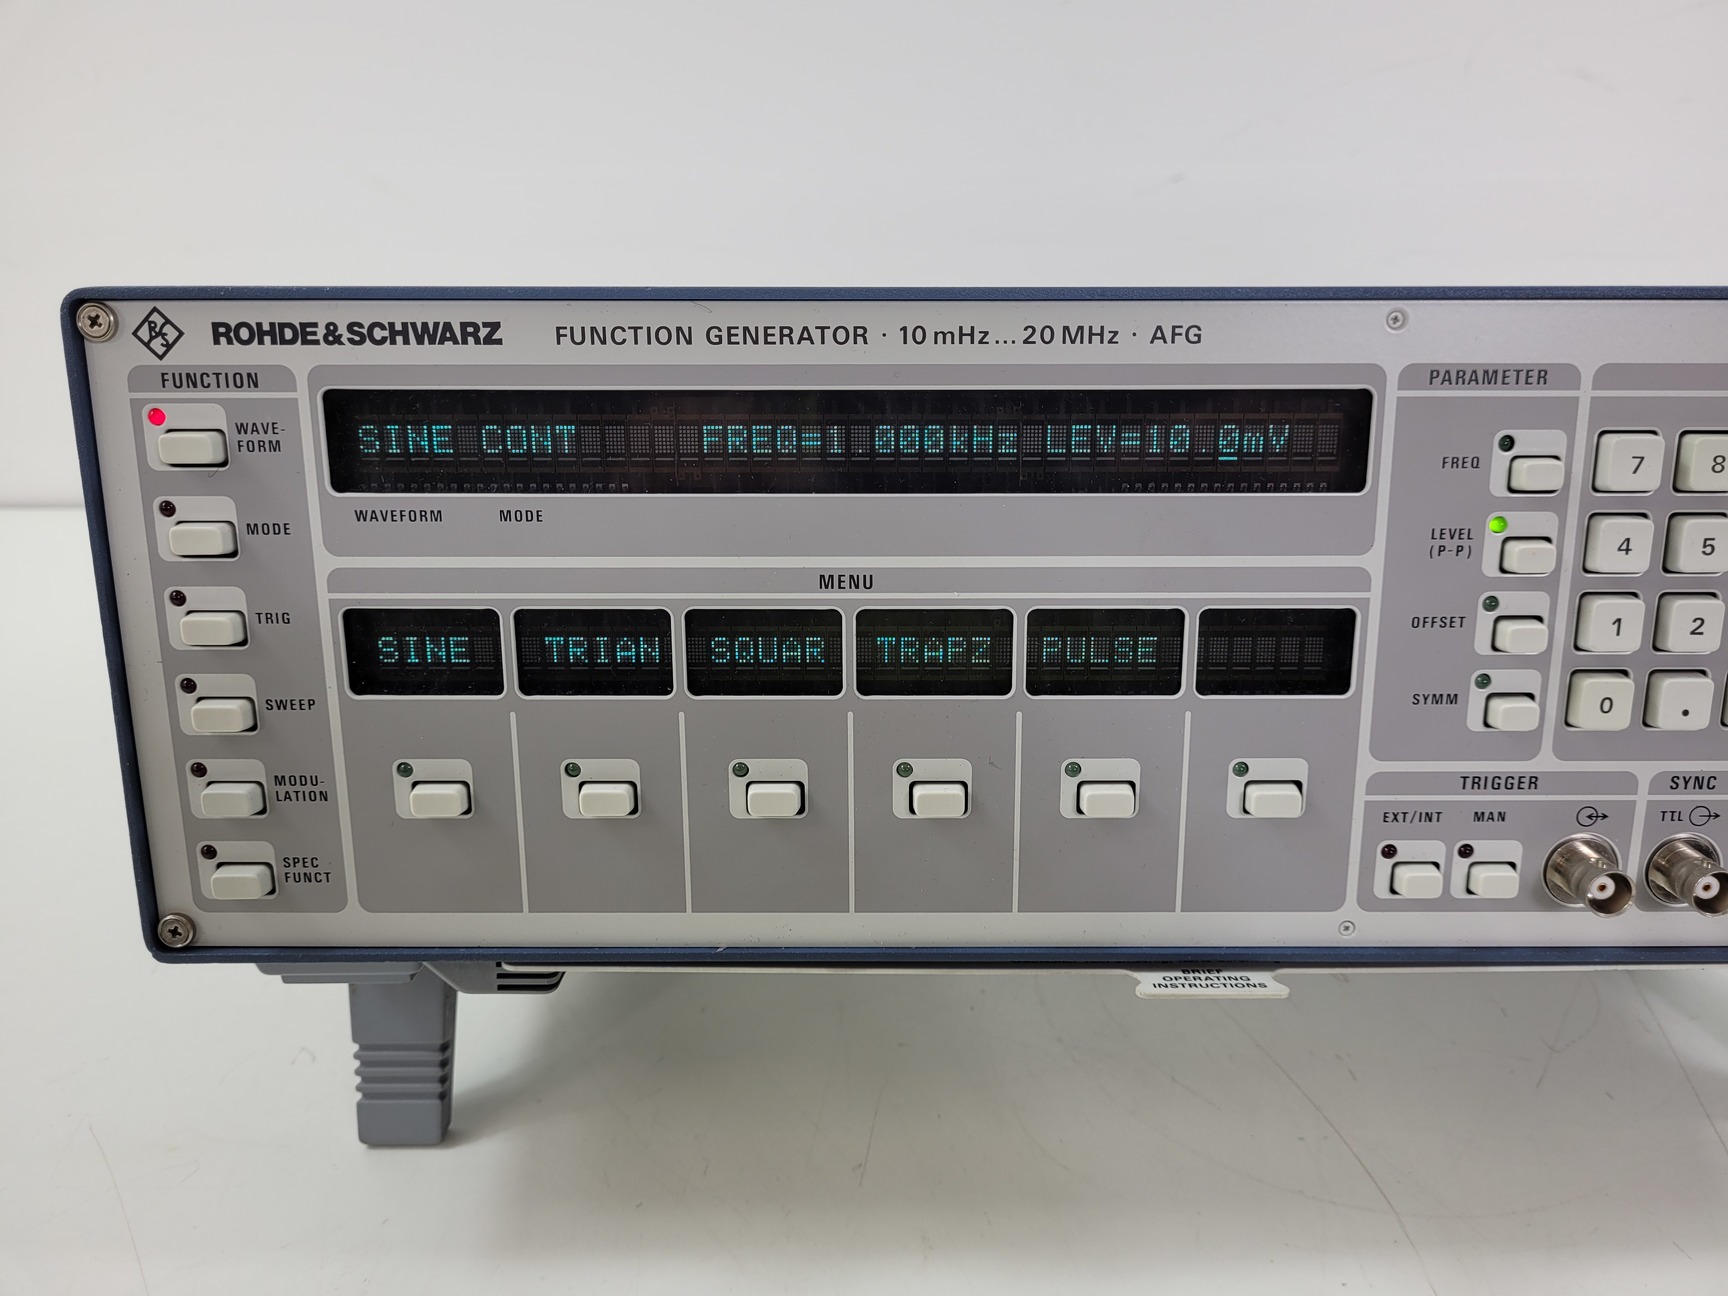 RS ROHDE&SCHWARZ FUNCTION GENERATOR · 10 mHz...20 MHz · AFG
FUNCTION
WAVE-
FORM
MODE
TRIG
SWEEP
MODU-
LATION
SPEC
FUNCT
SINE CONT FREQ=1.000kHz LEV=10.0mV
WAVEFORM MODE
MENU
SINE TRIAN SQUAR TRAPZ PULSE
PARAMETER
FREQ
LEVEL
(P-P)
OFFSET
SYMM
7 8
4 5
1 2
0 .
TRIGGER
EXT/INT MAN
SYNC
TTL
BRIEF
OPERATING
INSTRUCTIONS